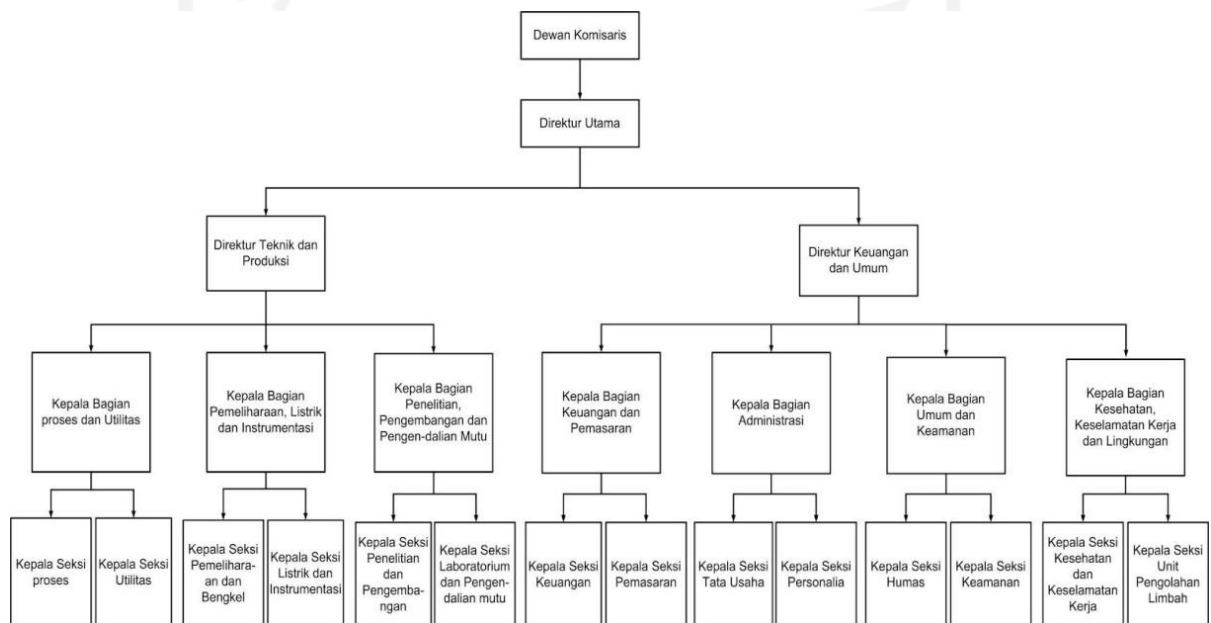 Dewan Komisaris
Direktur Utama
Direktur Teknik dan
Produksi
Direktur Keuangan
dan Umum
Kepala Bagian
proses dan Utilitas
Kepala Bagian
Pemeliharaan, Listrik
dan Instrumentasi
Kepala Bagian
Penelitian,
Pengembangan dan
Pengen-dalian Mutu
Kepala Bagian
Keuangan dan
Pemasaran
Kepala Bagian
Administrasi
Kepala Bagian
Umum dan
Keamanan
Kepala Bagian
Kesehatan,
Keselamatan Kerja
dan Lingkungan
Kepala Seksi
proses
Kepala Seksi
Utilitas
Kepala Seksi
Pemelihara-
an dan
Bengkel
Kepala Seksi
Listrik dan
Instrumentasi
Kepala Seksi
Penelitian
dan
Pengemba-
ngan
Kepala Seksi
Laboratorium
dan Pengen-
dalian mutu
Kepala Seksi
Keuangan
Kepala Seksi
Pemasaran
Kepala Seksi
Tata Usaha
Kepala Seksi
Personalia
Kepala Seksi
Humas
Kepala Seksi
Keamanan
Kepala Seksi
Kesehatan
dan
Keselamatan
Kerja
Kepala Seksi
Unit
Pengolahan
Limbah